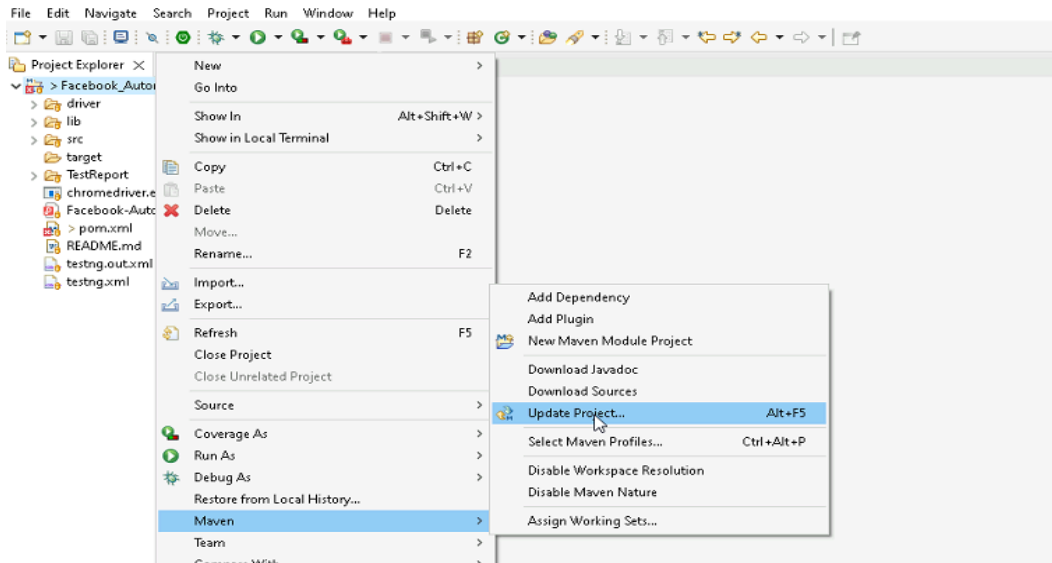 File Edit Navigate Search Project Run Window Help
Project Explorer
> Facebook_Autor
driver
lib
src
target
TestReport
chromedriver.e
Facebook-Auto
> pom.xml
README.md
testng.out.xml
testng.xml
New
Go Into
Show In Alt+Shift+W >
Show in Local Terminal
Copy Ctrl+C
Paste Ctrl+V
Delete Delete
Move...
Rename... F2
Import...
Export...
Refresh F5
Close Project
Close Unrelated Project
Source
Coverage As
Run As
Debug As
Restore from Local History...
Maven
Team
Compare With
Add Dependency
Add Plugin
New Maven Module Project
Download Javadoc
Download Sources
Update Project... Alt+F5
Select Maven Profiles... Ctrl+Alt+P
Disable Workspace Resolution
Disable Maven Nature
Assign Working Sets...